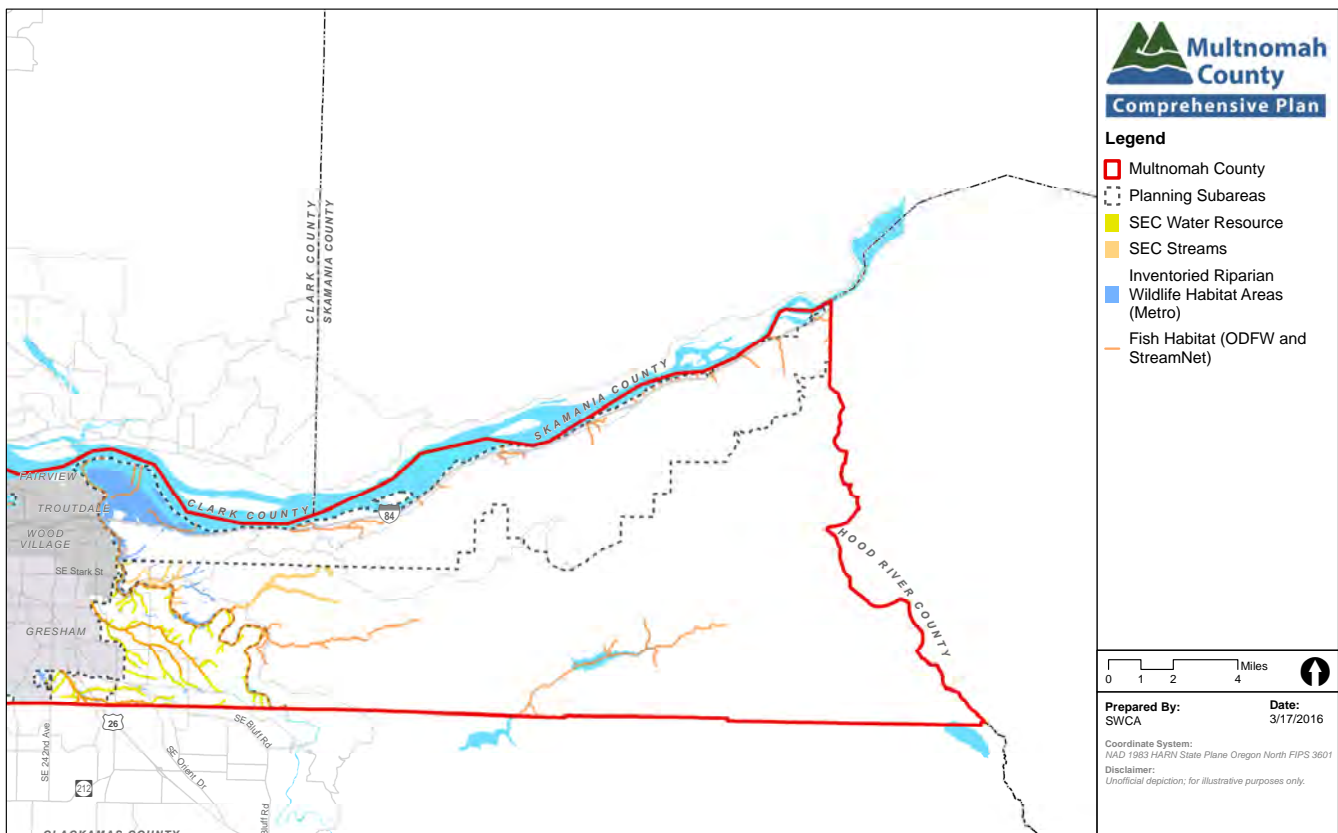 Multnomah
County
Comprehensive Plan
Legend
Multnomah County
Planning Subareas
SEC Water Resource
SEC Streams
Inventoried Riparian
Wildlife Habitat Areas
(Metro)
Fish Habitat (ODFW and
StreamNet)
Miles
0 1 2 4
Prepared By:
SWCA
Date:
3/17/2016
Coordinate System:
NAD 1983 HARN State Plane Oregon North FIPS 3601
Disclaimer:
Unofficial depiction; for illustrative purposes only.
CLARK COUNTY
SKAMANIA COUNTY
SKAMANIA COUNTY
CLARK COUNTY
84
HOOD RIVER COUNTY
FAIRVIEW
TROUTDALE
WOOD
VILLAGE
SE Stark St
GRESHAM
26
SE Bluff Rd
SE 242nd Ave
SE Orient Dr
212
Bluff Rd
CLACKAMAS COUNTY